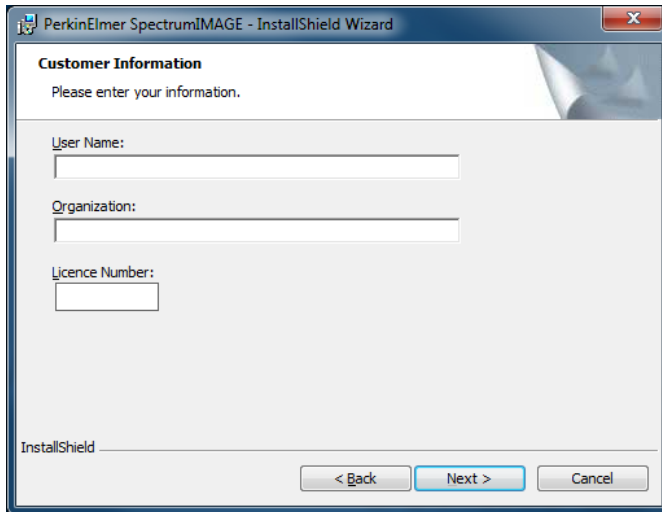 PerkinElmer SpectrumIMAGE - InstallShield Wizard
Customer Information
Please enter your information.
User Name:
Organization:
Licence Number:
InstallShield
< Back
Next >
Cancel